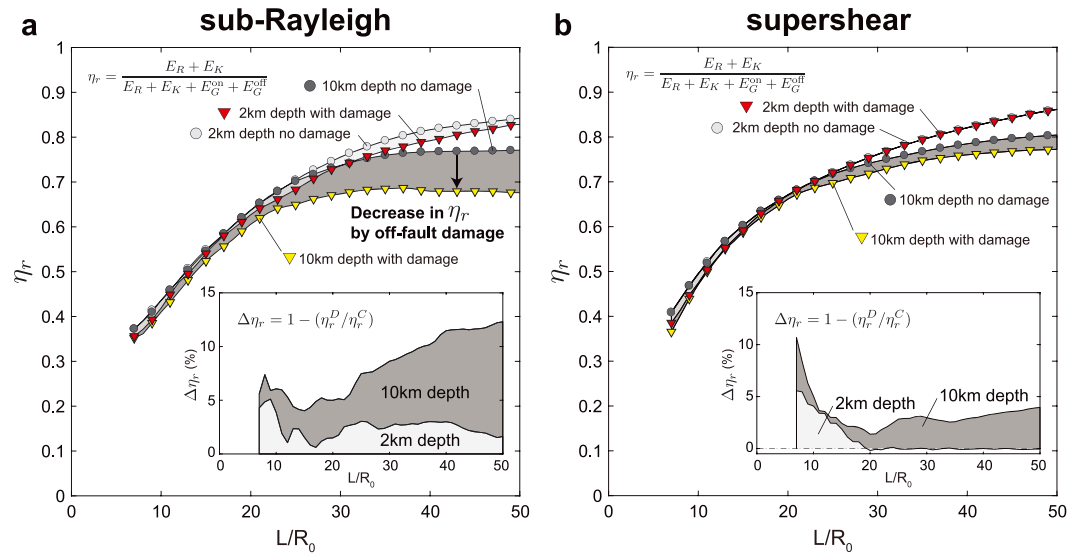 a
sub-Rayleigh
η_r = (E_R + E_K) / (E_R + E_K + E_G^on + E_G^off)
10km depth no damage
2km depth with damage
2km depth no damage
Decrease in η_r
by off-fault damage
10km depth with damage
η_r
1
0.9
0.8
0.7
0.6
0.5
0.4
0.3
0.2
0.1
0
0 10 20 30 40 50
L/R₀
Δη_r = 1 − (η_r^D/η_r^C)
Δη_r (%)
15
10
5
0
10km depth
2km depth
0 10 20 30 40 50
L/R₀
b
supershear
η_r = (E_R + E_K) / (E_R + E_K + E_G^on + E_G^off)
2km depth with damage
2km depth no damage
10km depth no damage
10km depth with damage
η_r
1
0.9
0.8
0.7
0.6
0.5
0.4
0.3
0.2
0.1
0
0 10 20 30 40 50
L/R₀
Δη_r = 1 − (η_r^D/η_r^C)
Δη_r (%)
15
10
5
0
2km depth
10km depth
0 10 20 30 40 50
L/R₀